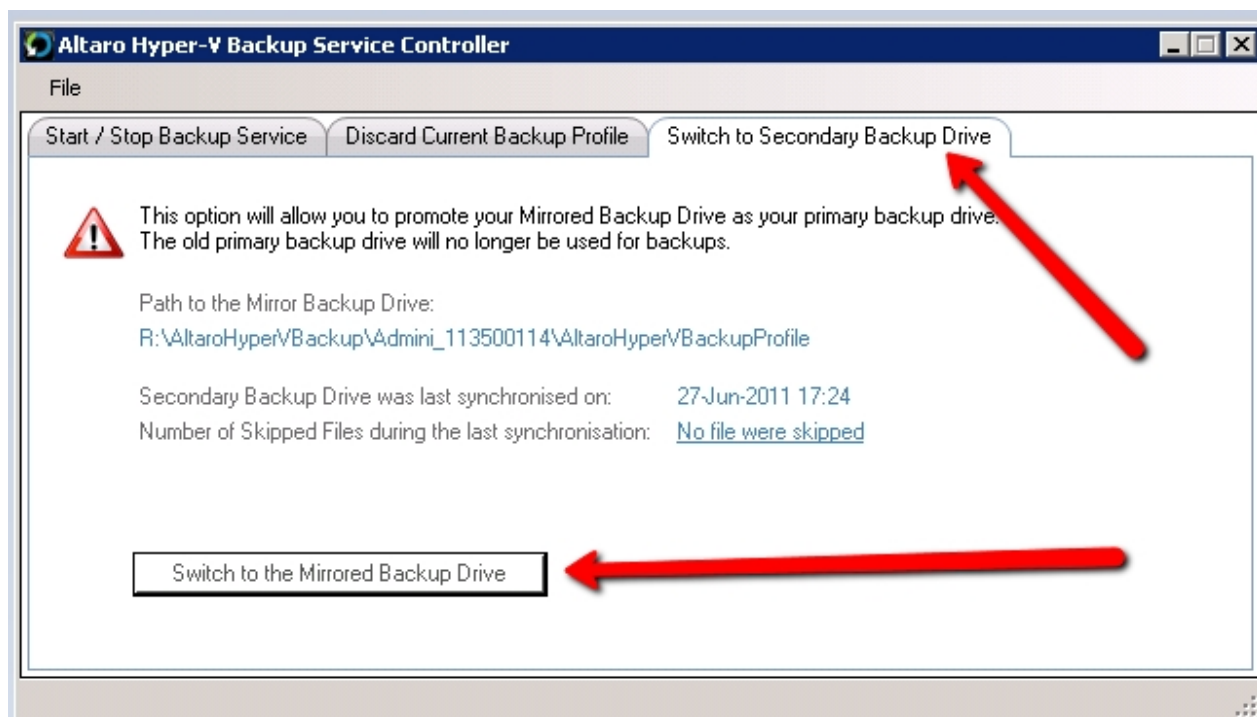 Altaro Hyper-V Backup Service Controller
File
Start / Stop Backup Service
Discard Current Backup Profile
Switch to Secondary Backup Drive
This option will allow you to promote your Mirrored Backup Drive as your primary backup drive.
The old primary backup drive will no longer be used for backups.
Path to the Mirror Backup Drive:
R:\AltaroHyperVBackup\Admini_113500114\AltaroHyperVBackupProfile
Secondary Backup Drive was last synchronised on: 27-Jun-2011 17:24
Number of Skipped Files during the last synchronisation: No file were skipped
Switch to the Mirrored Backup Drive